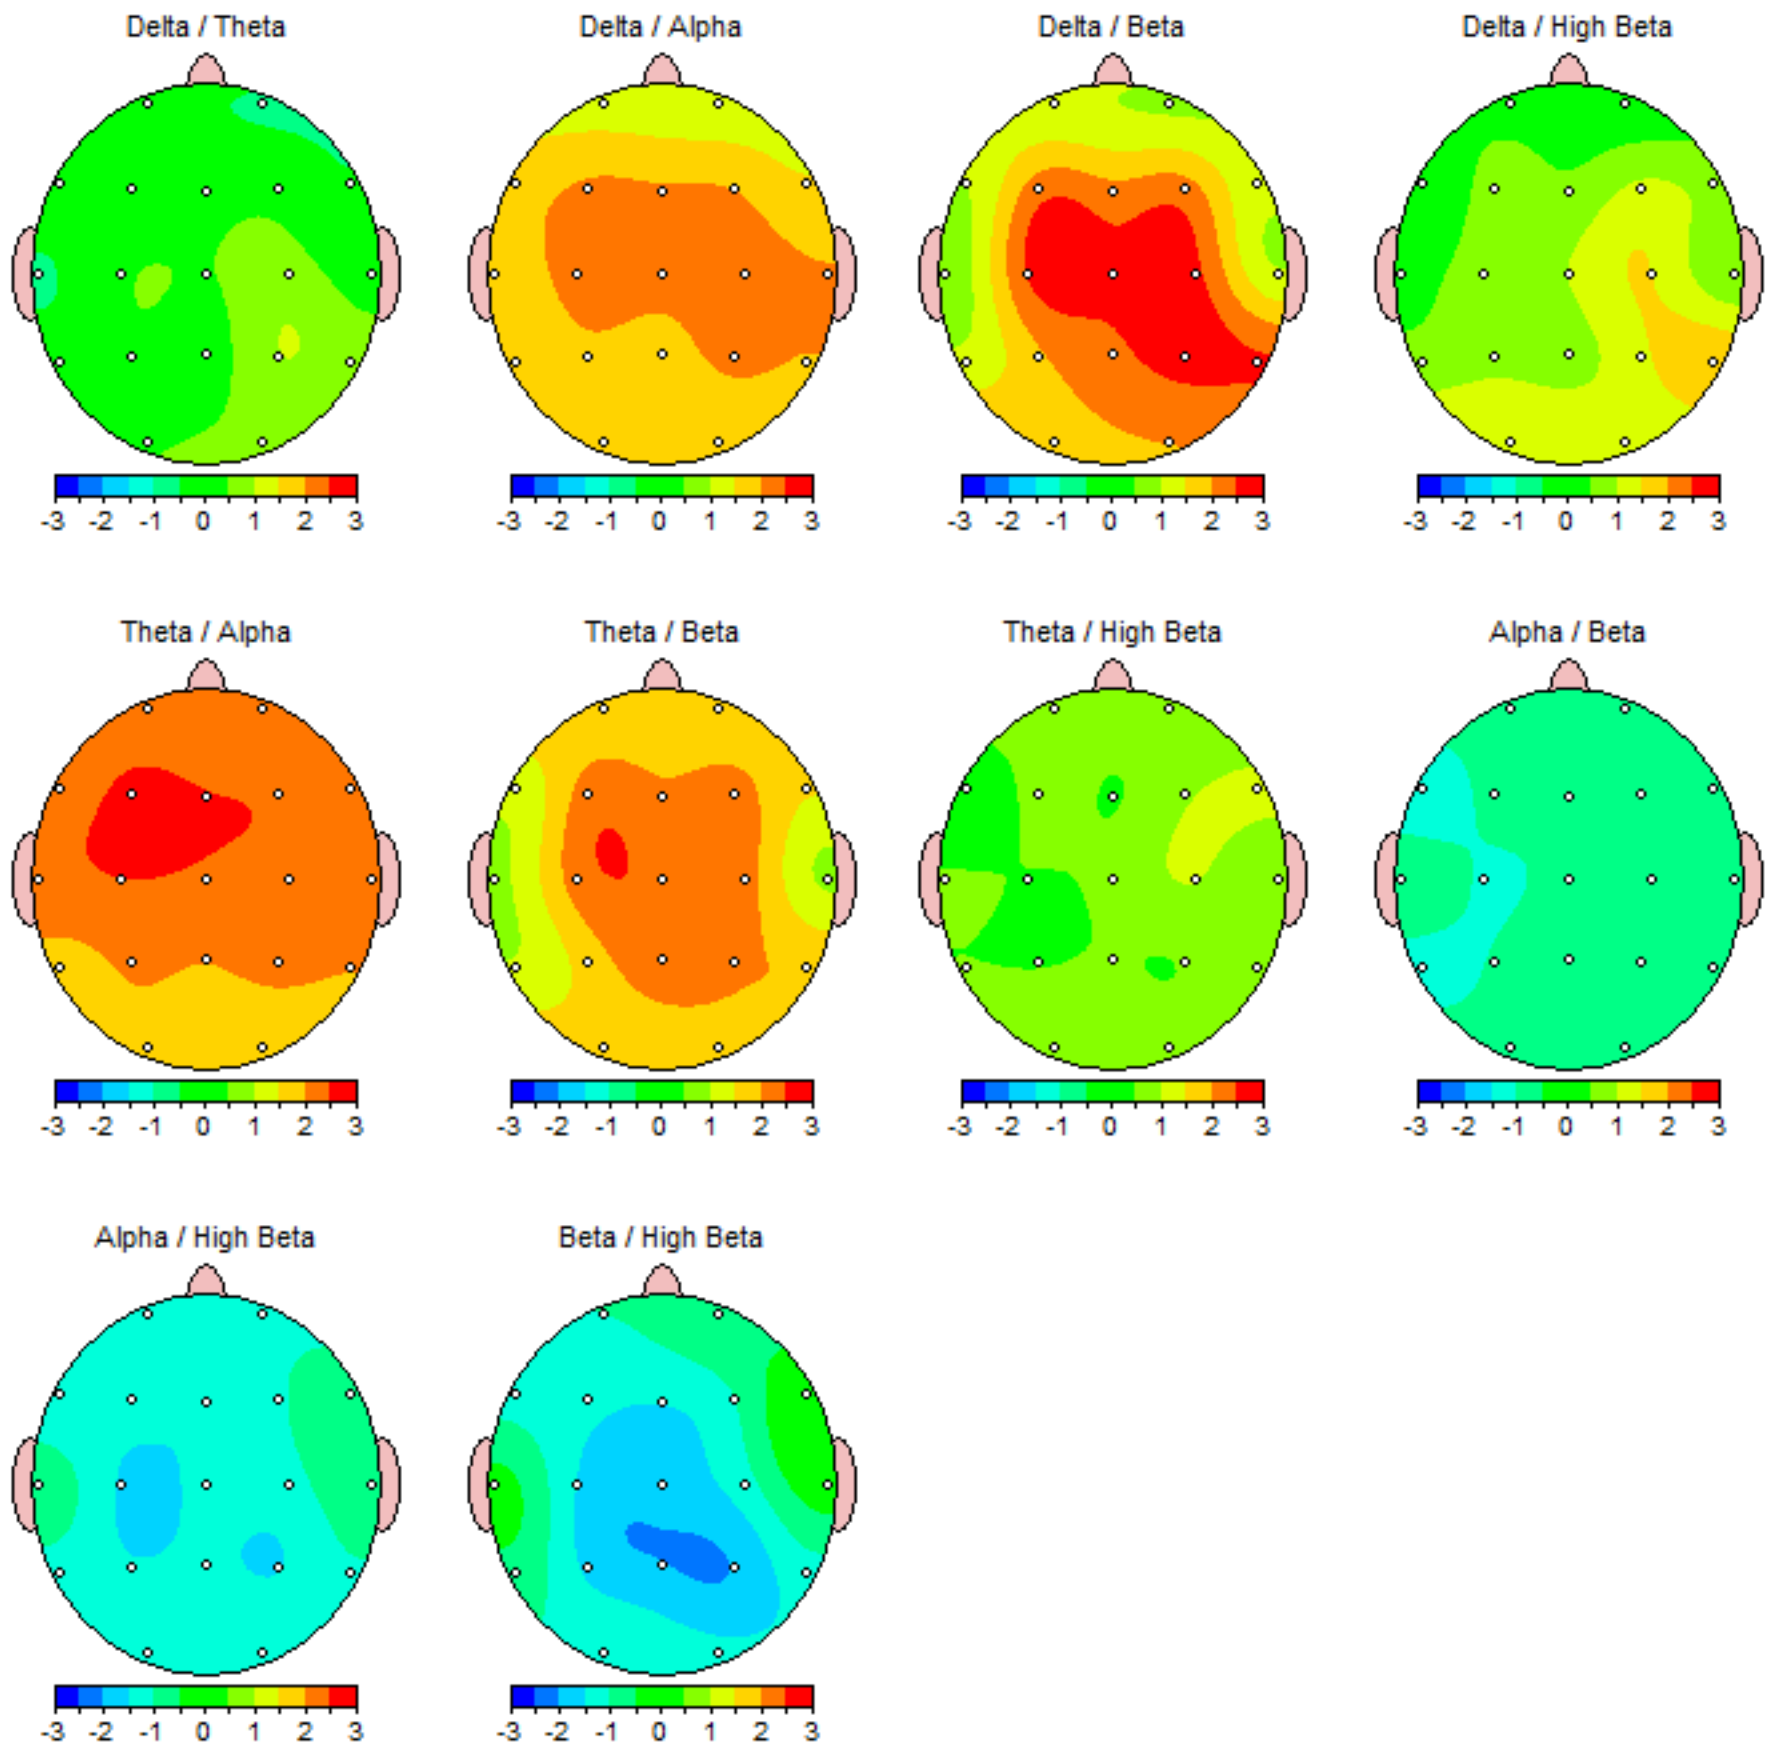 Delta / Theta Delta / Alpha Delta / Beta Delta / High Beta
-3 -2 -1 0 1 2 3 -3 -2 -1 0 1 2 3 -3 -2 -1 0 1 2 3 -3 -2 -1 0 1 2 3
Theta / Alpha Theta / Beta Theta / High Beta Alpha / Beta
-3 -2 -1 0 1 2 3 -3 -2 -1 0 1 2 3 -3 -2 -1 0 1 2 3 -3 -2 -1 0 1 2 3
Alpha / High Beta Beta / High Beta
-3 -2 -1 0 1 2 3 -3 -2 -1 0 1 2 3